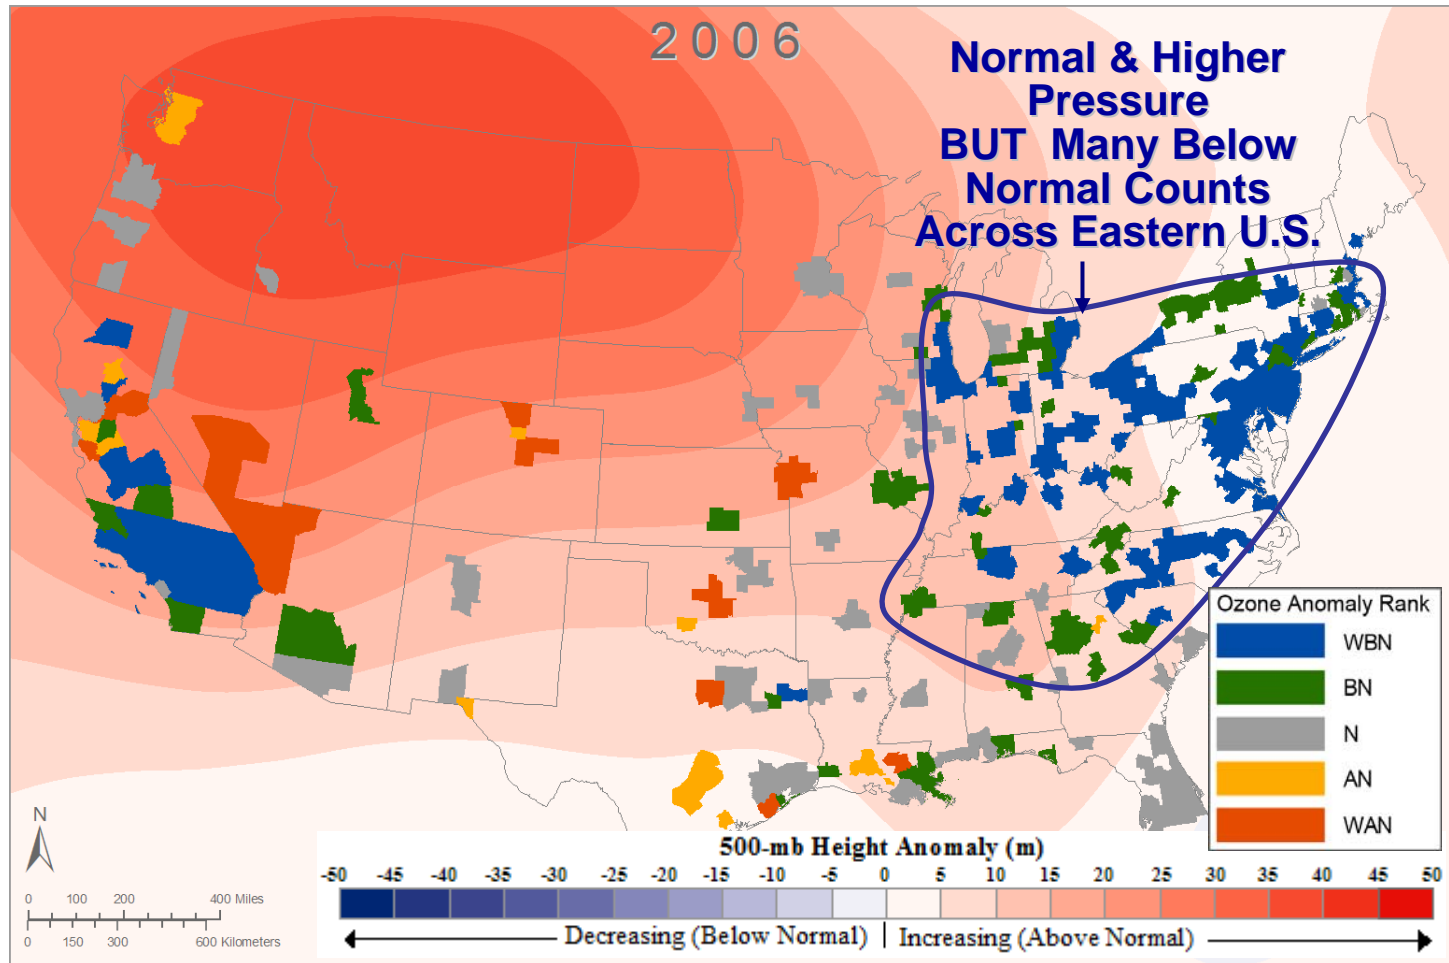 2006
Normal & Higher
Pressure
BUT Many Below
Normal Counts
Across Eastern U.S.
Ozone Anomaly Rank
WBN
BN
N
AN
WAN
N
0 100 200 400 Miles
0 150 300 600 Kilometers
500-mb Height Anomaly (m)
-50 -45 -35 -30 -25 -20 -15 -10 -5 0 5 10 15 20 25 30 35 40 45 50
Decreasing (Below Normal) Increasing (Above Normal)